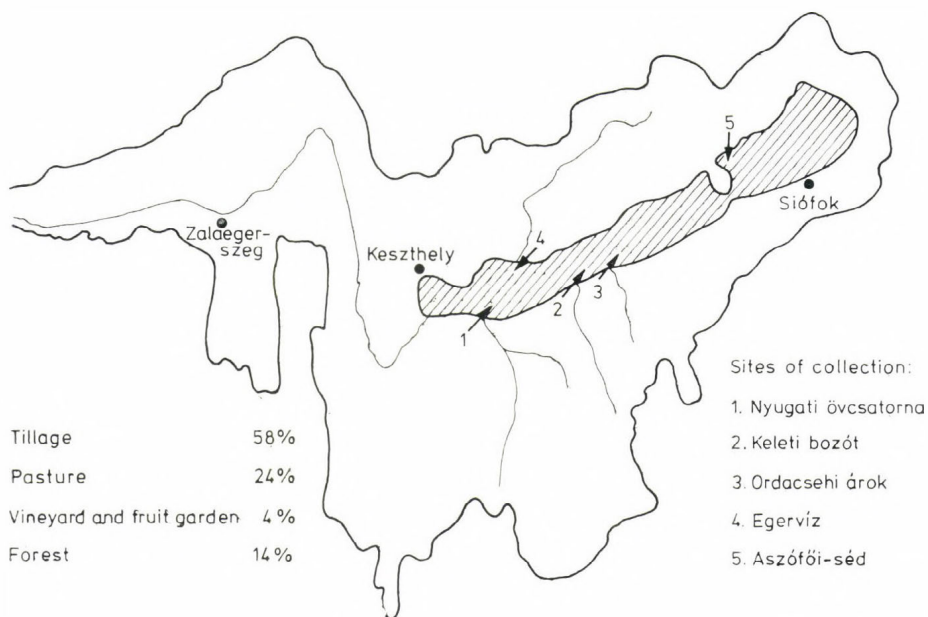 5
Siófok
Zalaeger-
szeg
Keszthely
4
2
3
1
Sites of collection:
1. Nyugati övcsatorna
2. Keleti bozót
3. Ordacsehi árok
4. Egervíz
5. Aszófői-séd
Tillage 58%
Pasture 24%
Vineyard and fruit garden 4%
Forest 14%